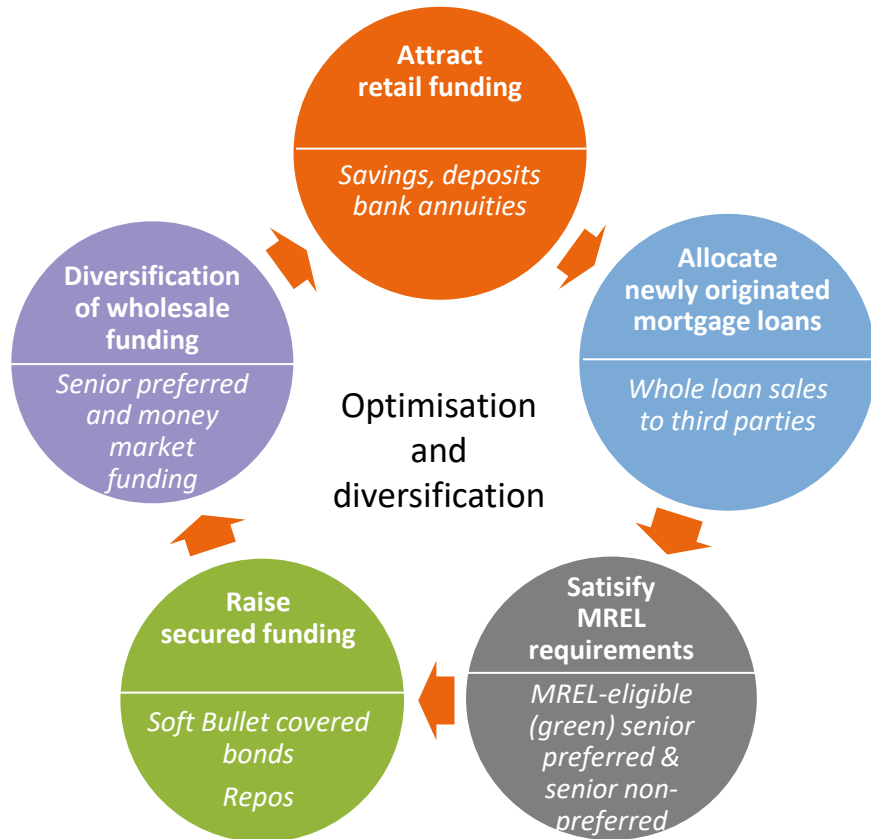 Attract
retail funding
Savings, deposits
bank annuities
Allocate
newly originated
mortgage loans
Whole loan sales
to third parties
Satisify
MREL
requirements
MREL-eligible
(green) senior
preferred &
senior non-
preferred
Raise
secured funding
Soft Bullet covered
bonds
Repos
Diversification
of wholesale
funding
Senior preferred
and money
market
funding
Optimisation
and
diversification